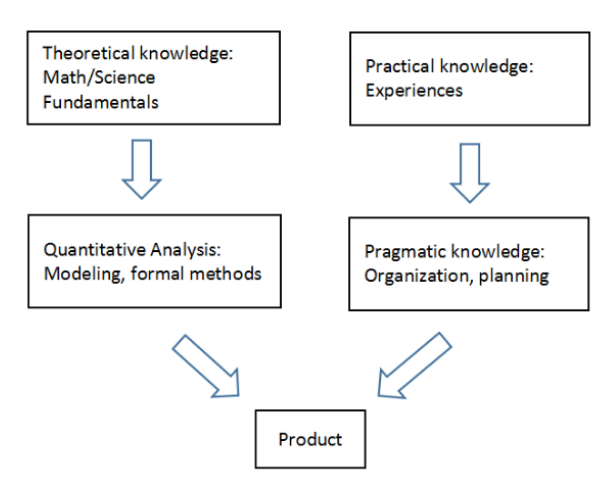 Theoretical knowledge:
Math/Science
Fundamentals
Practical knowledge:
Experiences
Quantitative Analysis:
Modeling, formal methods
Pragmatic knowledge:
Organization, planning
Product